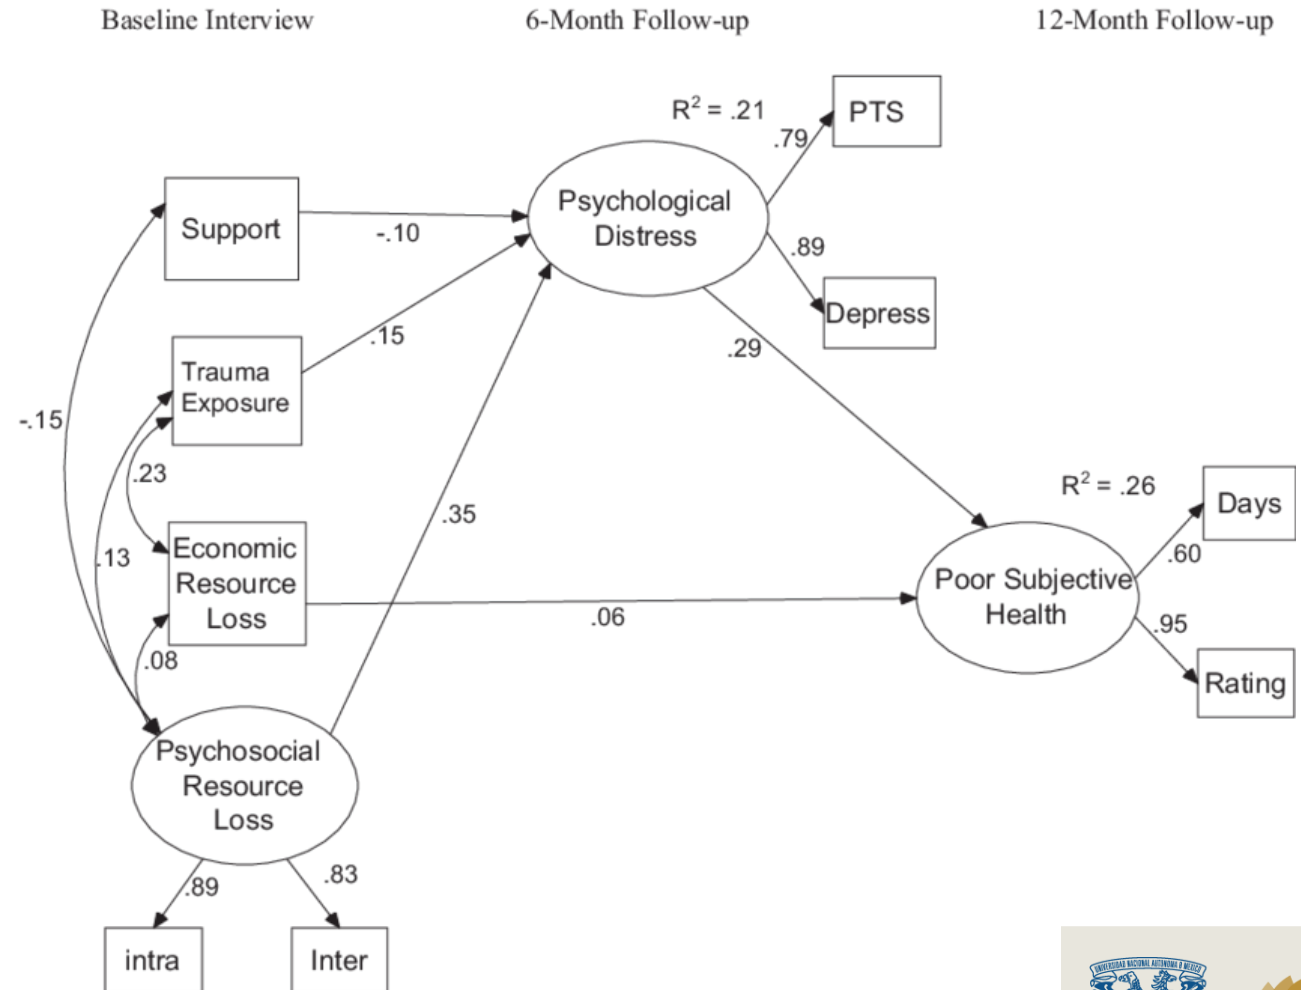 Baseline Interview
6-Month Follow-up
12-Month Follow-up
R² = .21
PTS
.79
Psychological
Distress
Support
-.10
.89
Depress
.15
.29
Trauma
Exposure
-.15
.23
R² = .26
Days
.35
.60
Economic
Resource
Loss
.13
Poor Subjective
Health
.06
.95
.08
Rating
Psychosocial
Resource
Loss
.89
.83
intra
Inter